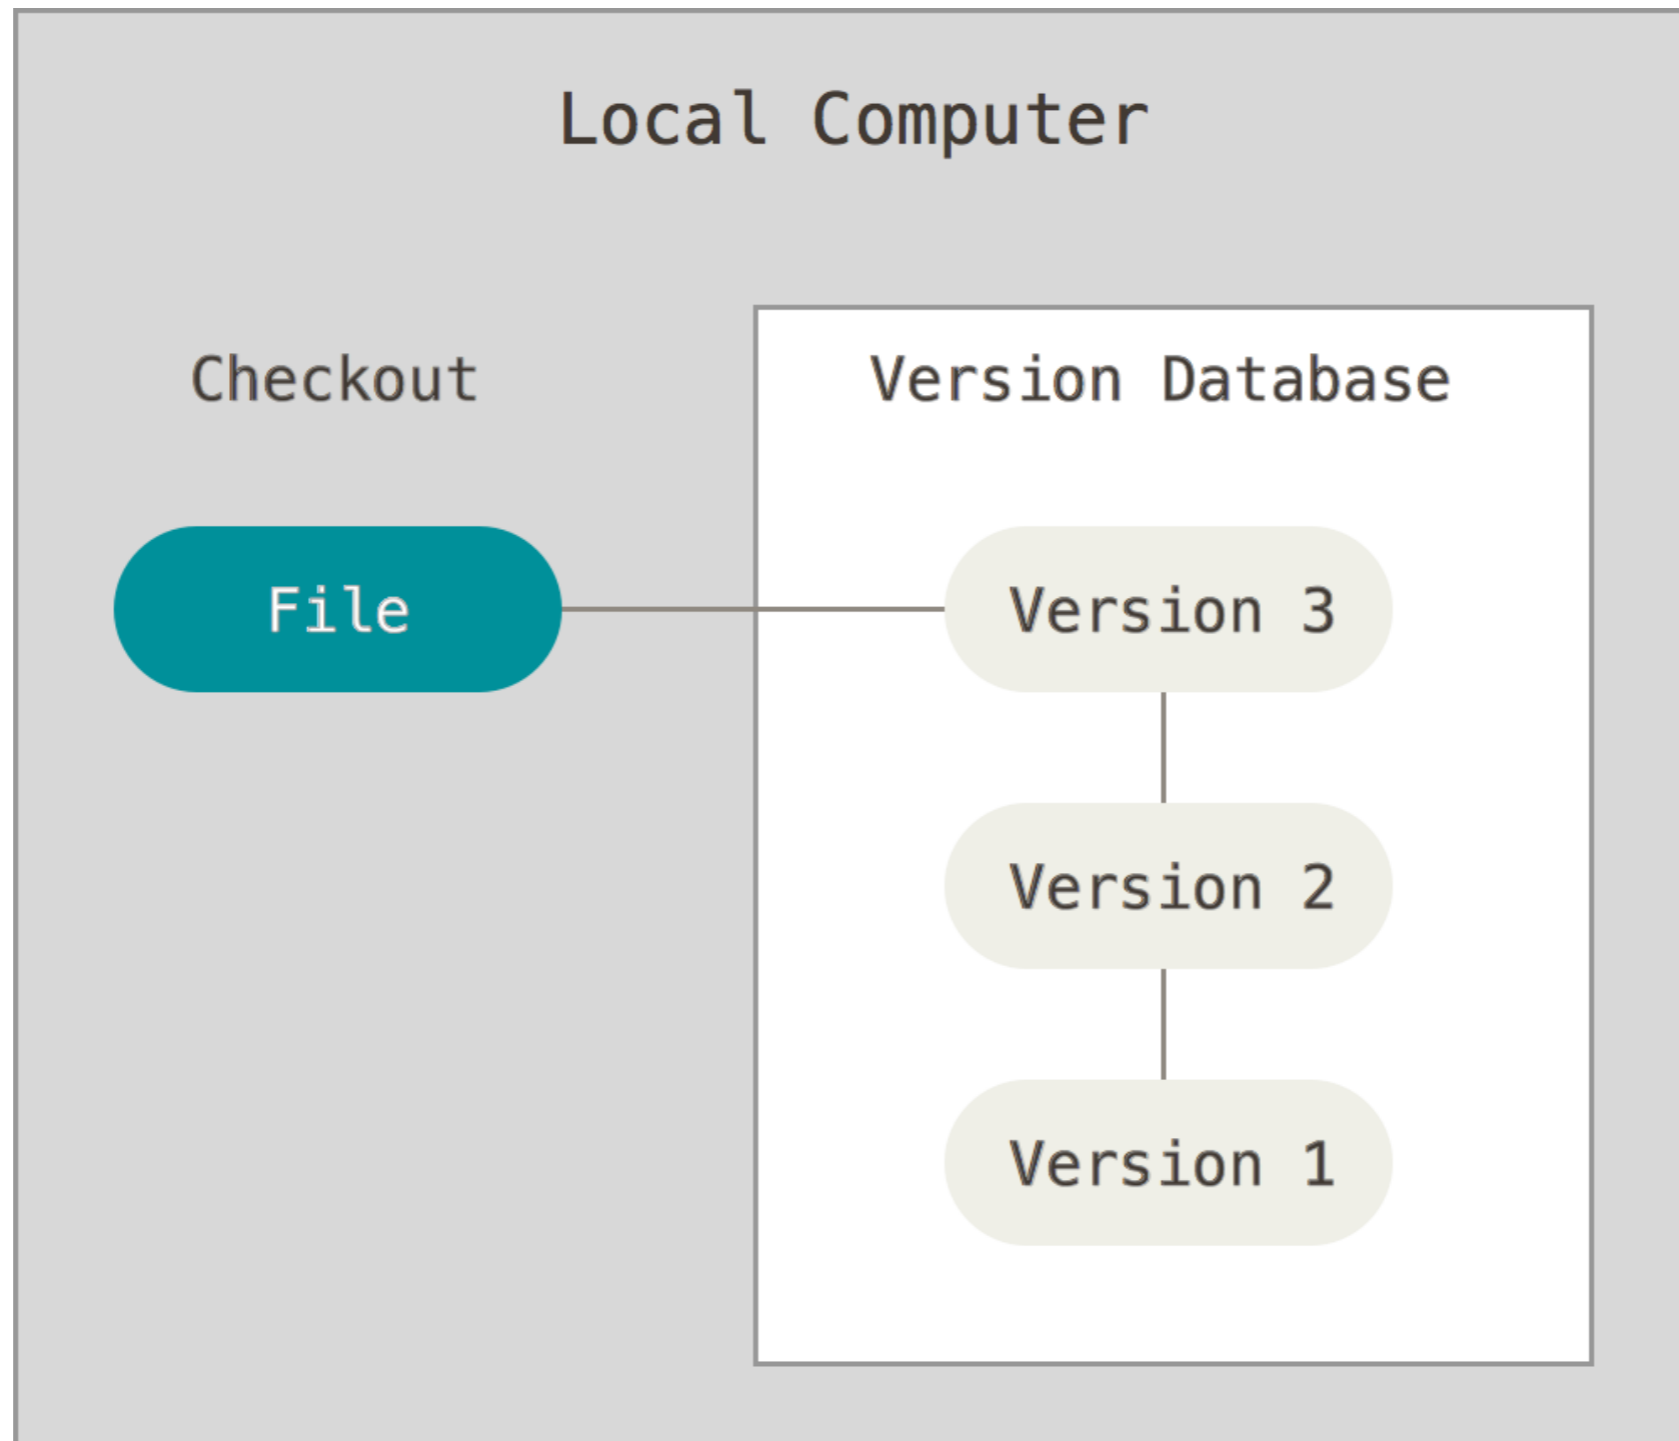 Local Computer
Checkout
Version Database
File
Version 3
Version 2
Version 1